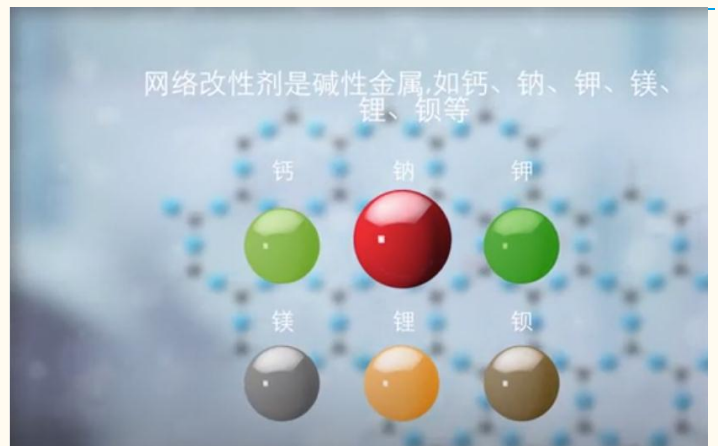 网络改性剂是碱性金属,如钙、钠、钾、镁、
锂、钡等
钙 钠 钾
镁 锂 钡